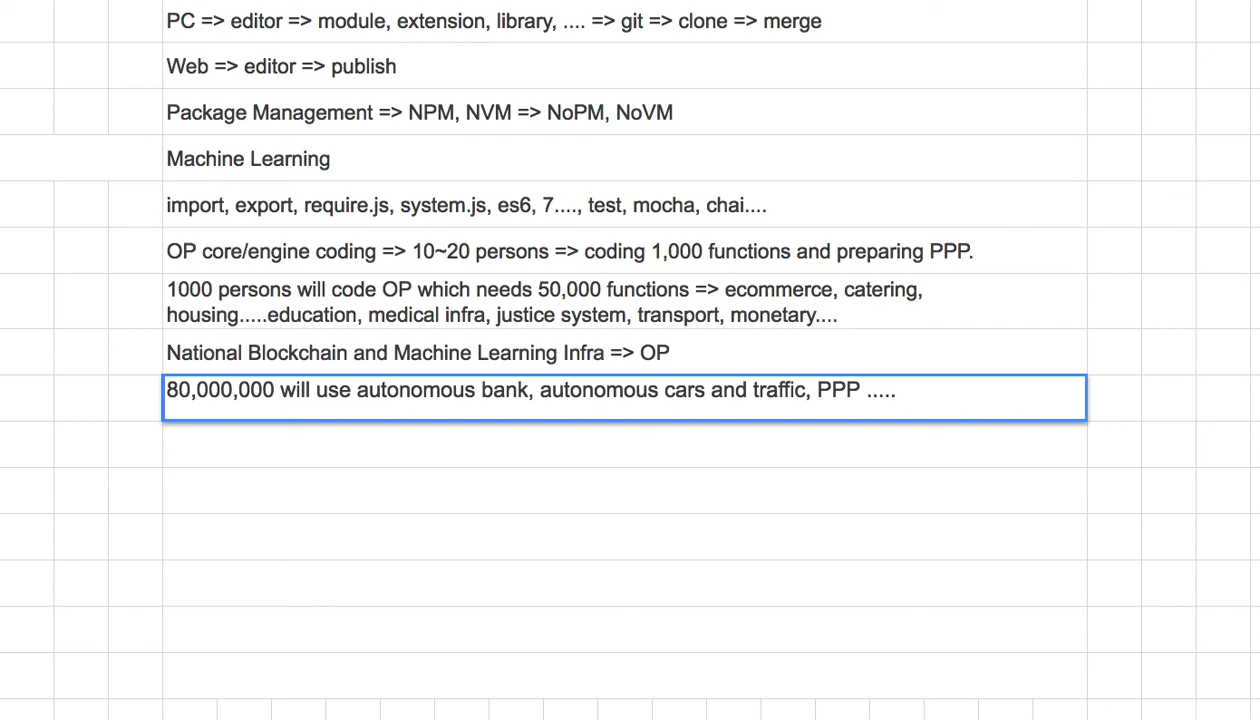 PC => editor => module, extension, library, .... => git => clone => merge
Web => editor => publish
Package Management => NPM, NVM => NoPM, NoVM
Machine Learning
import, export, require.js, system.js, es6, 7...., test, mocha, chai....
OP core/engine coding => 10~20 persons => coding 1,000 functions and preparing PPP.
1000 persons will code OP which needs 50,000 functions => ecommerce, catering,
housing.....education, medical infra, justice system, transport, monetary....
National Blockchain and Machine Learning Infra => OP
80,000,000 will use autonomous bank, autonomous cars and traffic, PPP .....